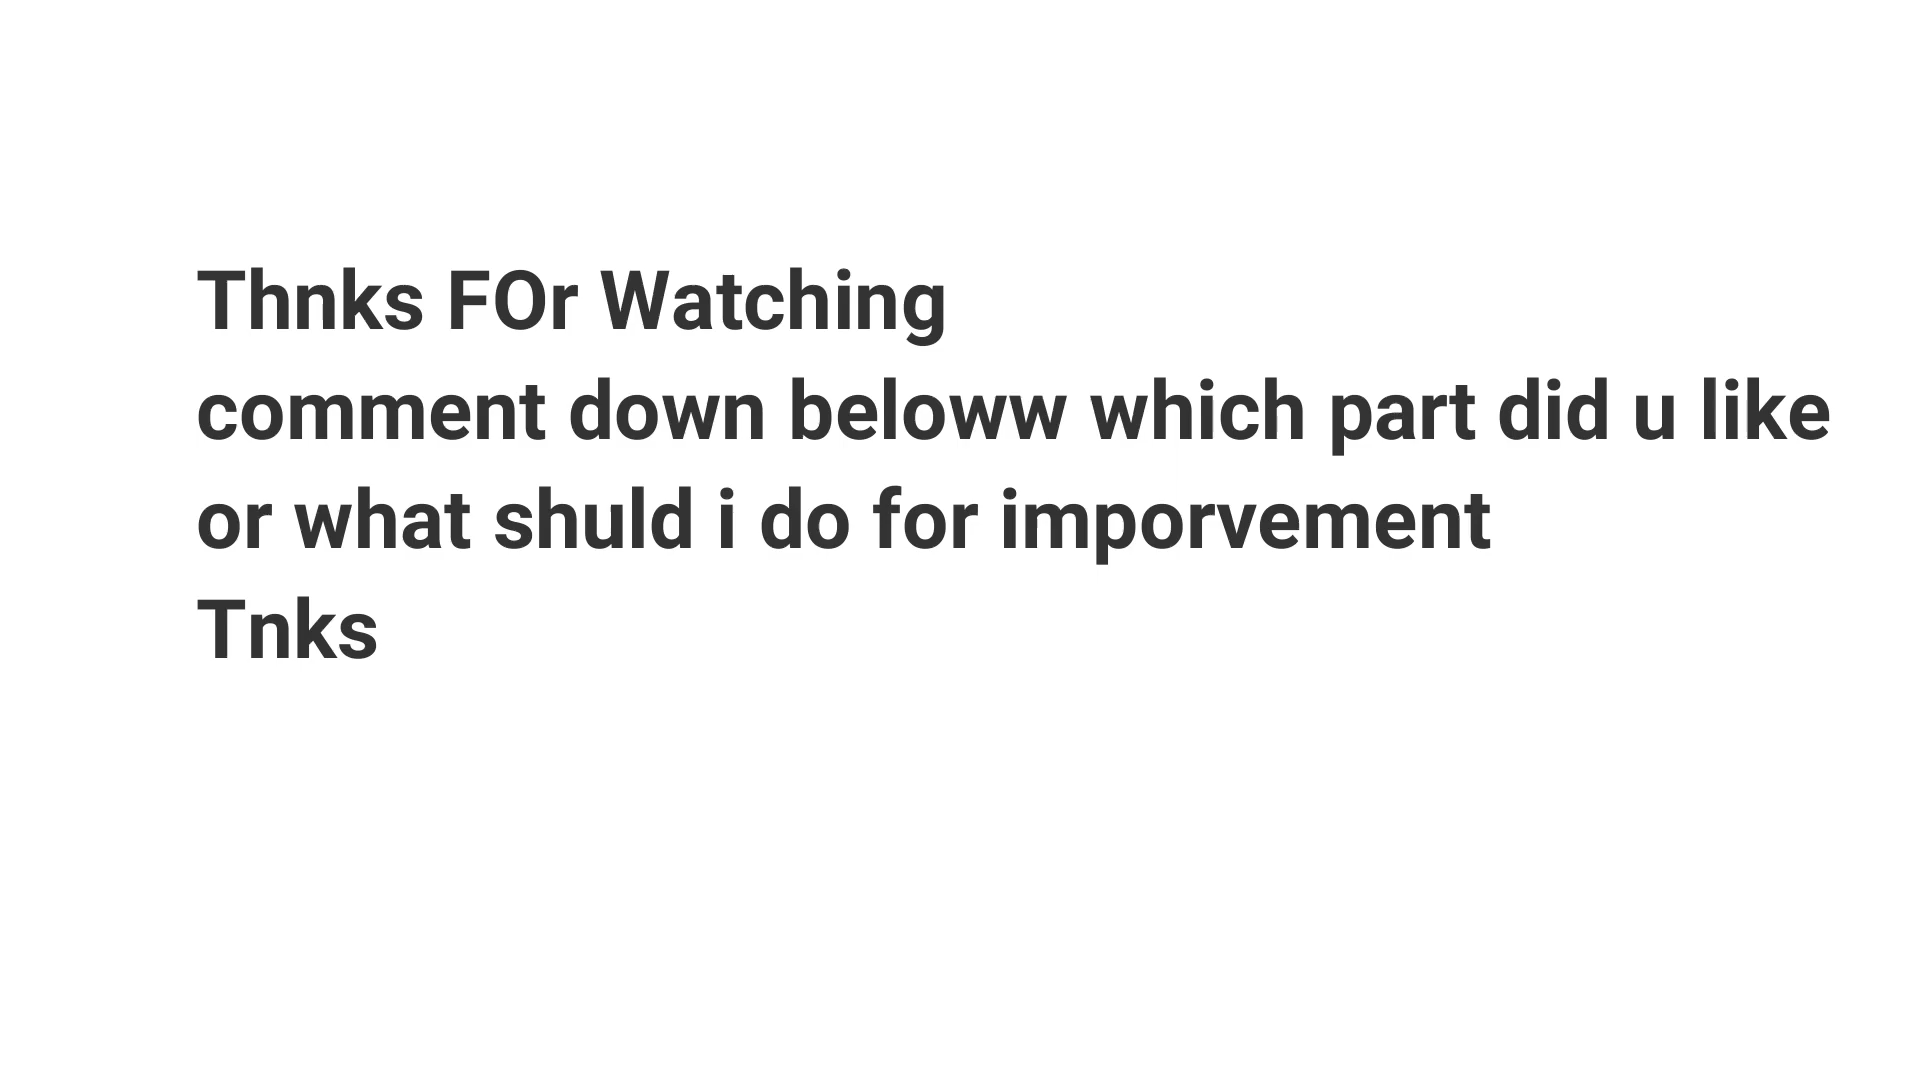 Thnks FOr Watching
comment down beloww which part did u like
or what shuld i do for imporvement
Tnks